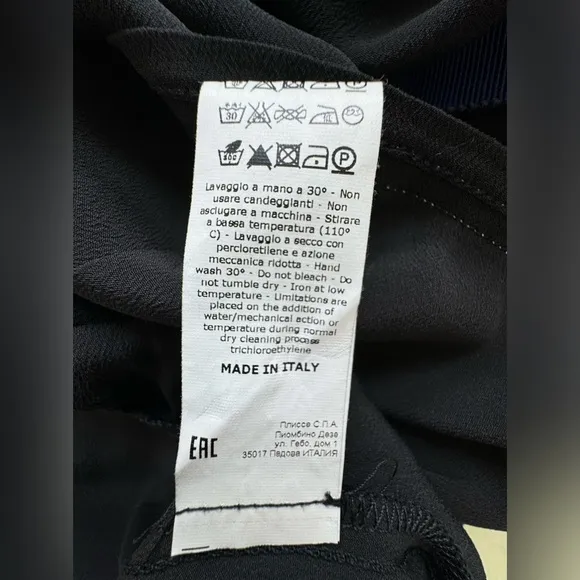 30
Lavaggio a mano a 30° - Non
usare candeggianti - Non
asciugare a macchina - Stirare
a bassa temperatura (110°
C) - Lavaggio a secco con
percloretilene e azione
meccanica ridotta - Hand
wash 30° - Do not bleach - Do
not tumble dry - Iron at low
temperature - Limitations are
placed on the addition of
water/mechanical action or
temperature during normal
dry cleaning process
trichloroethylene
MADE IN ITALY
Плиссе С.П.А.
Пиомбино Дезе
ул. Гебо, дом 1
35017 Педова ИТАЛИЯ
EAC